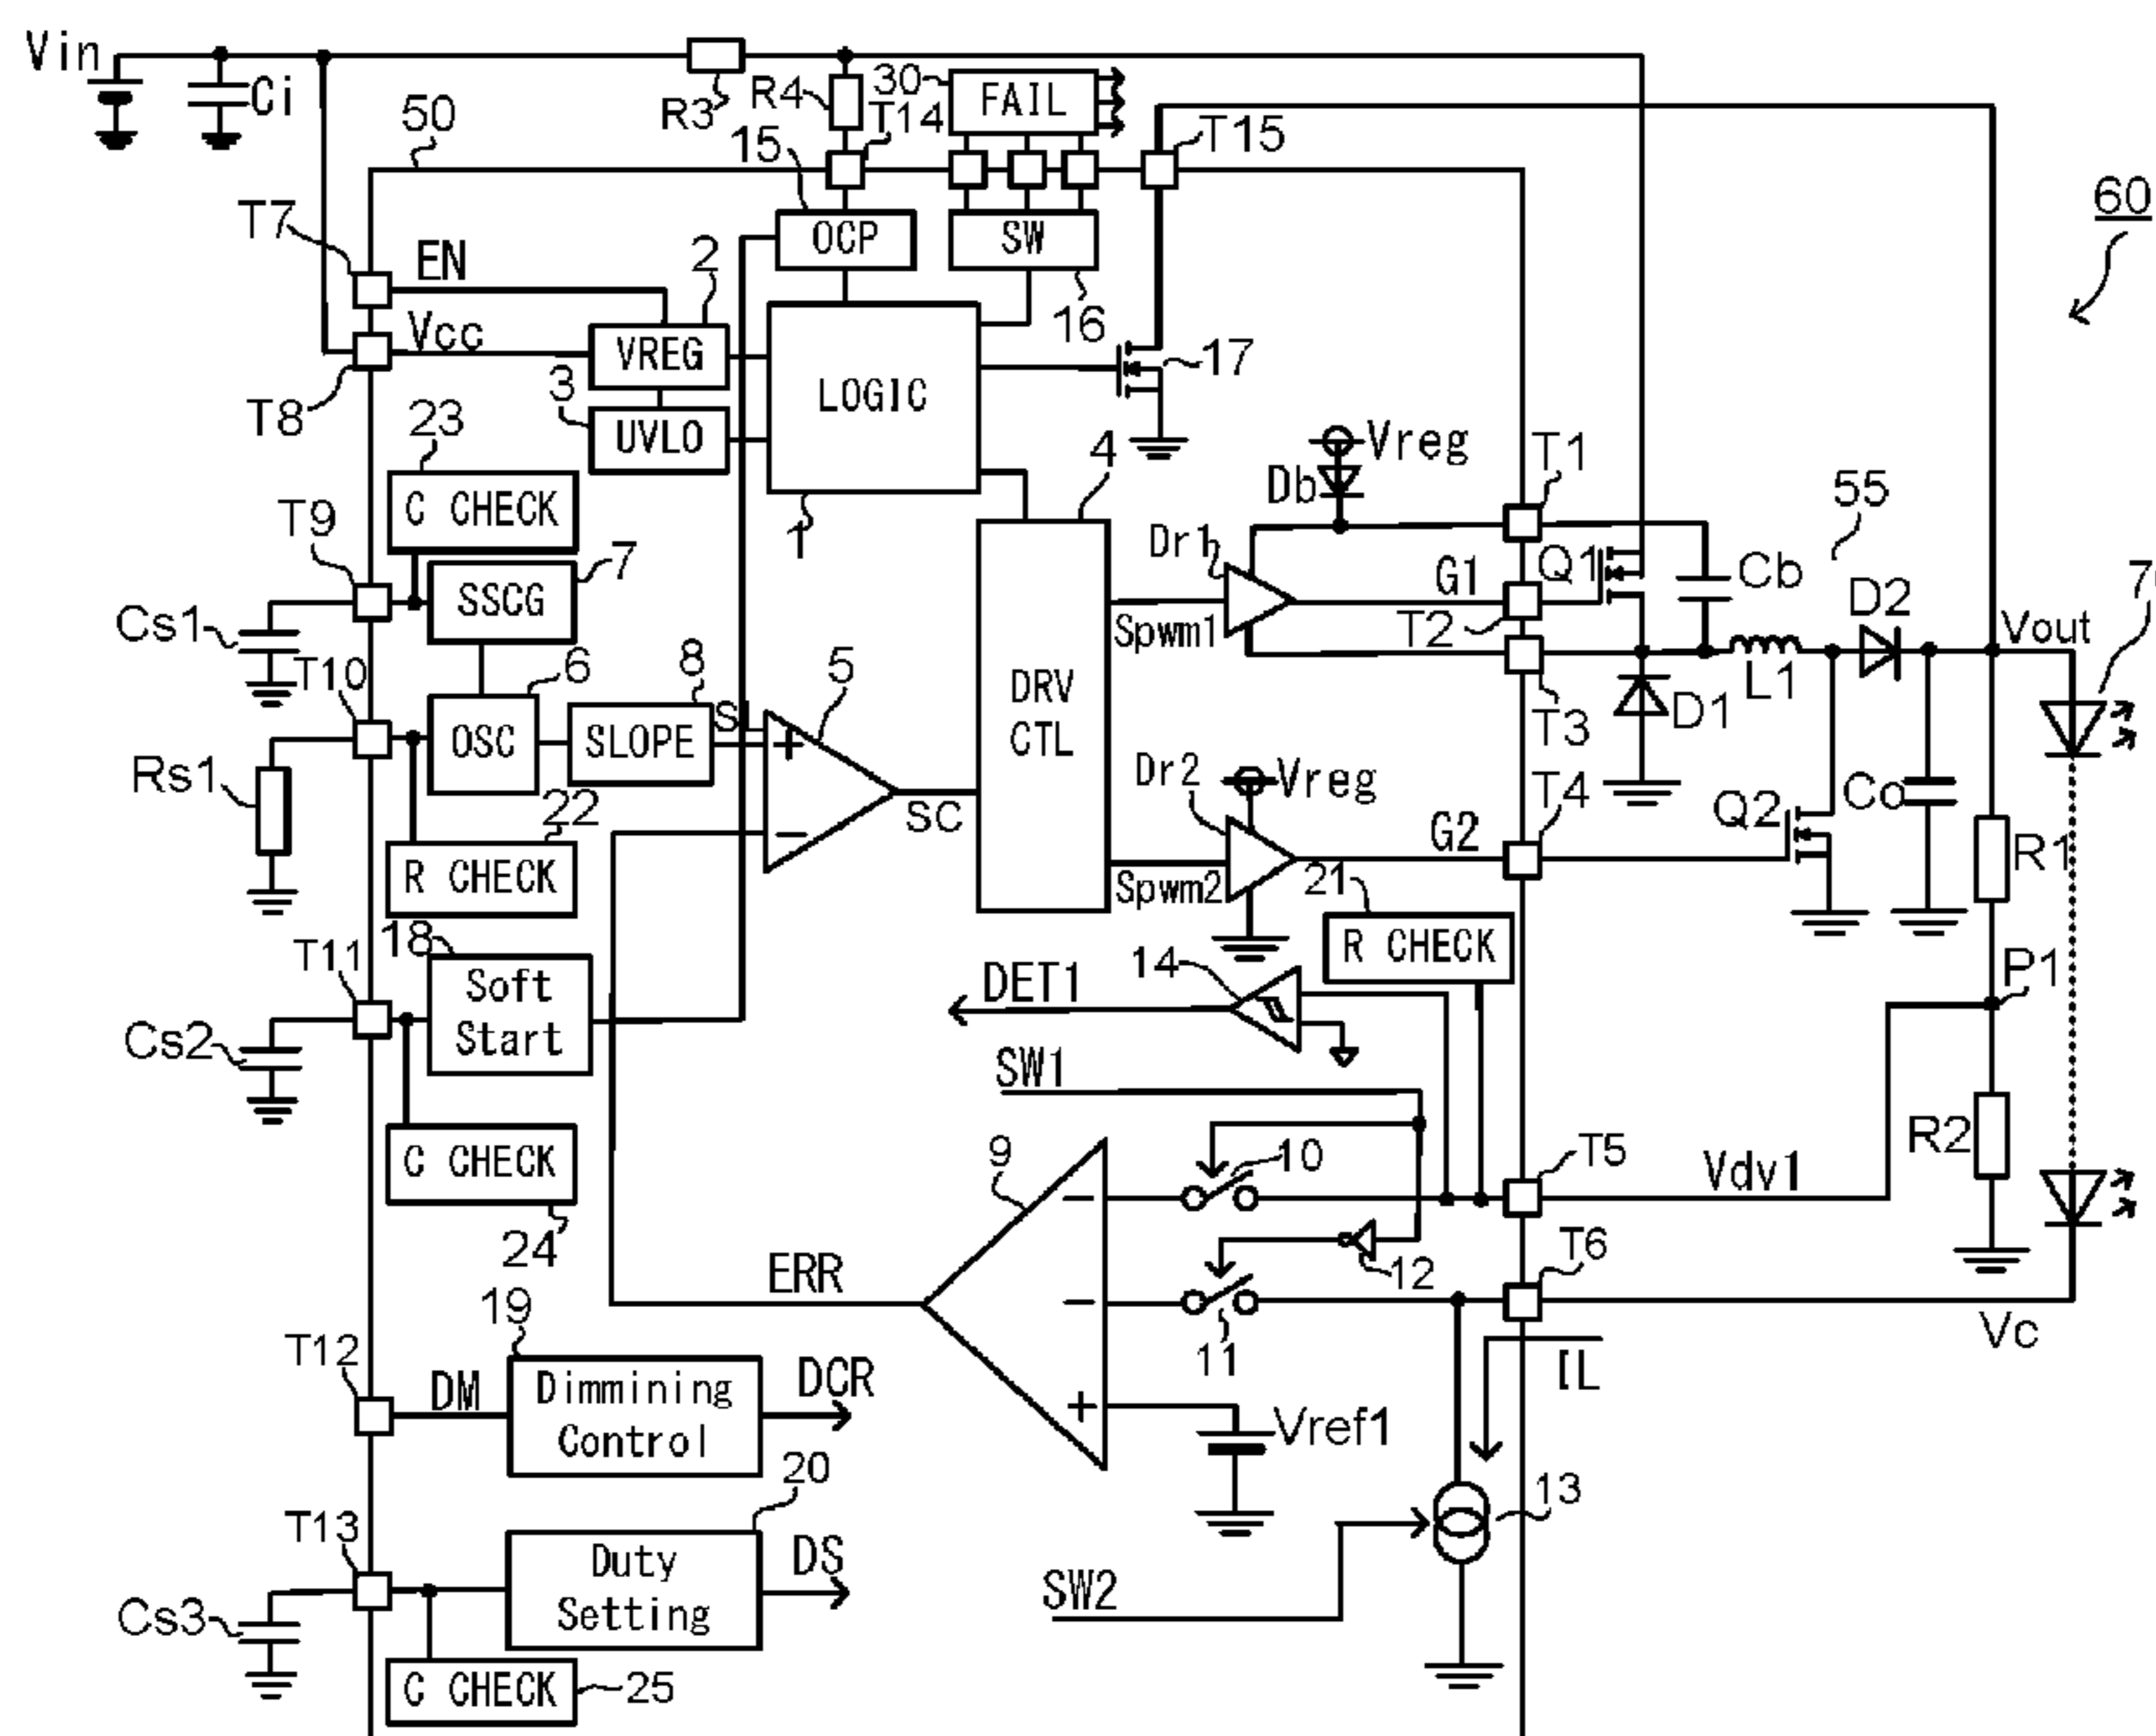 Vin
Ci
R3
R4
30
FAIL
50
T14
T15
15
60
T7
EN
2
OCP
SW
Vcc
VREG
16
17
3
T8
UVLO
LOGIC
23
4
Vreg
T1
C CHECK
1
Db
55
T9
7
Dr1
Q1
Cb
D2
SSCG
G1
Cs1
Spwm1
T2
Vout
T10
6
8
5
DRV
CTL
T3
D1
L1
OSC
SLOPE
+
Rs1
Dr2
Vreg
T4
Q2
Co
22
−
SC
G2
R1
R CHECK
Spwm2
21
T11
18
14
R CHECK
P1
Soft
Start
DET1
Cs2
SW1
C CHECK
9
10
T5
Vdv1
R2
−
24
ERR
12
T6
19
−
11
Vc
T12
DM
Dimmining
Control
DCR
IL
+
Vref1
20
13
T13
Duty
Setting
DS
SW2
Cs3
C CHECK
25